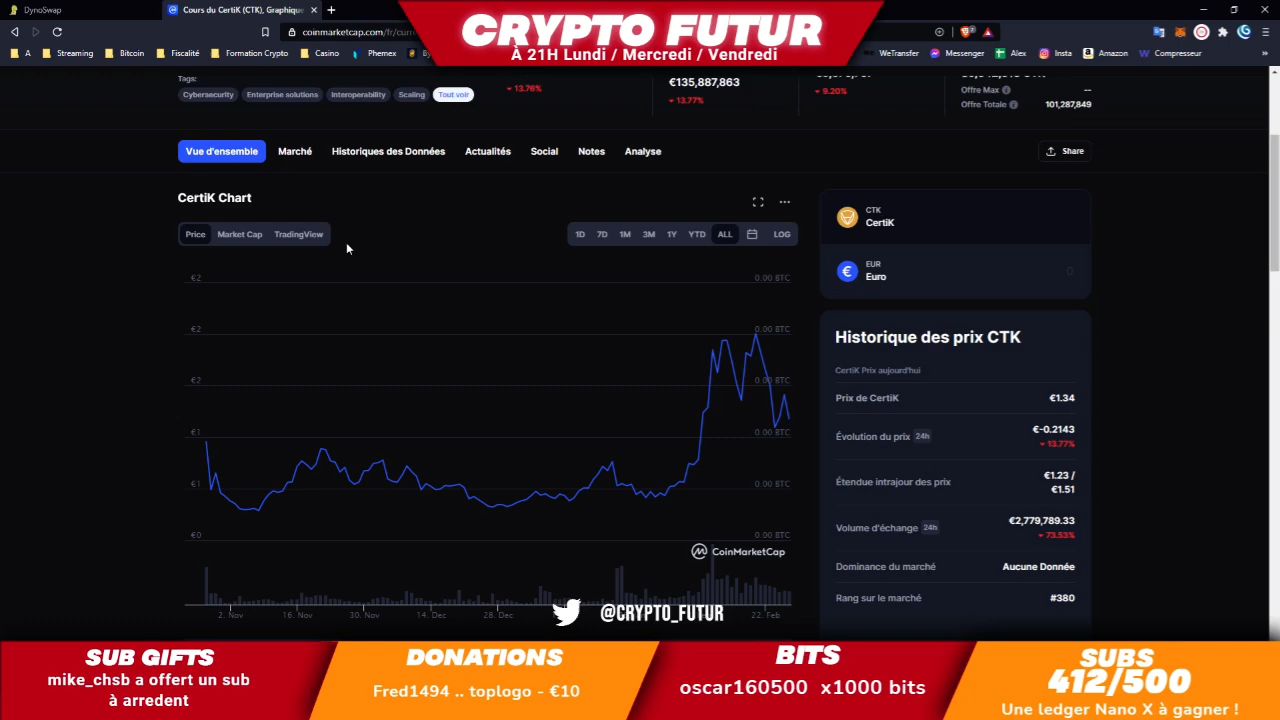 DynoSwap
Cours du CertiK (CTK), Graphique
coinmarketcap.com/fr/curr
A
Streaming
Bitcoin
Fiscalité
Formation Crypto
Casino
Phemex
By
WeTransfer
Messenger
Alex
Insta
Amazon
Compresseur
CRYPTO FUTUR
À 21H Lundi / Mercredi / Vendredi
Tags:
Cybersecurity
Enterprise solutions
Interoperability
Scaling
Tout voir
13.76%
€135,887,863
13.77%
9.20%
Offre Max
--
Offre Totale
101,287,849
Vue d'ensemble
Marché
Historiques des Données
Actualités
Social
Notes
Analyse
Share
CertiK Chart
Price
Market Cap
TradingView
1D
7D
1M
3M
1Y
YTD
ALL
LOG
€2
0.00 BTC
€2
0.00 BTC
€2
0.00 BTC
€1
0.00 BTC
€1
0.00 BTC
€0
0.00 BTC
CoinMarketCap
2. Nov
16. Nov
30. Nov
14. Dec
28. Dec
22. Feb
CTK
CertiK
EUR
Euro
0
Historique des prix CTK
CertiK Prix aujourd'hui
Prix de CertiK
€1.34
Évolution du prix 24h
€-0.2143
13.77%
Étendue intrajour des prix
€1.23 /
€1.51
Volume d'échange 24h
€2,779,789.33
73.53%
Dominance du marché
Aucune Donnée
Rang sur le marché
#380
@CRYPTO_FUTUR
SUB GIFTS
mike_chsb a offert un sub
à arredent
DONATIONS
Fred1494 .. toplogo - €10
BITS
oscar160500 x1000 bits
SUBS
412/500
Une ledger Nano X à gagner !